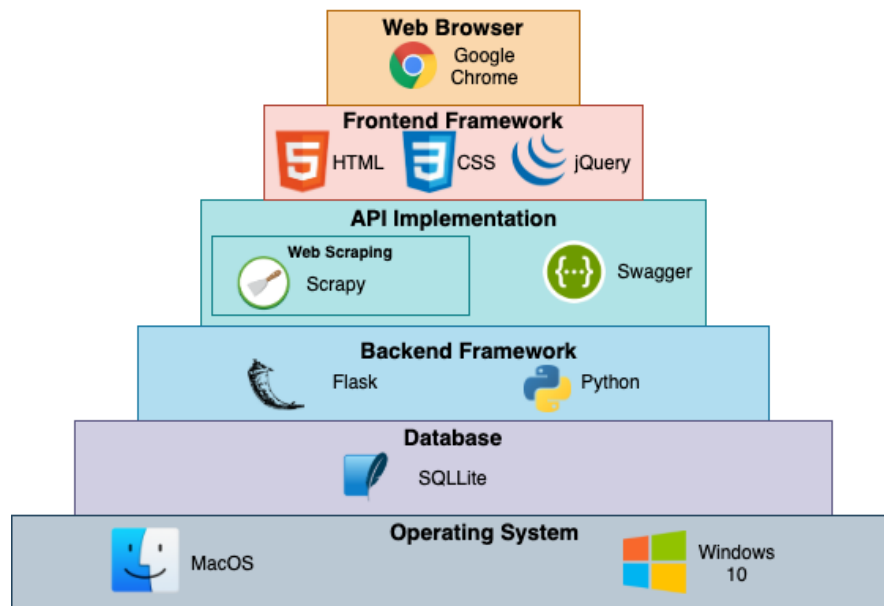 Web Browser
Google
Chrome
Frontend Framework
HTML
CSS
jQuery
API Implementation
Web Scraping
Scrapy
Swagger
Backend Framework
Flask
Python
Database
SQLLite
Operating System
MacOS
Windows
10